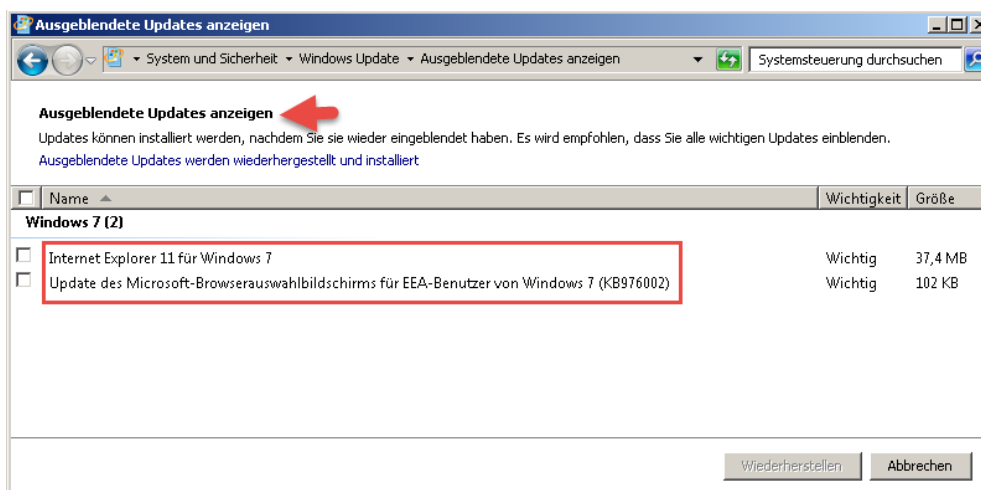 Ausgeblendete Updates anzeigen
System und Sicherheit Windows Update Ausgeblendete Updates anzeigen Systemsteuerung durchsuchen
Ausgeblendete Updates anzeigen
Updates können installiert werden, nachdem Sie sie wieder eingeblendet haben. Es wird empfohlen, dass Sie alle wichtigen Updates einblenden.
Ausgeblendete Updates werden wiederhergestellt und installiert
Name Wichtigkeit Größe
Windows 7 (2)
Internet Explorer 11 für Windows 7 Wichtig 37,4 MB
Update des Microsoft-Browserauswahlbildschirms für EEA-Benutzer von Windows 7 (KB976002) Wichtig 102 KB
Wiederherstellen Abbrechen